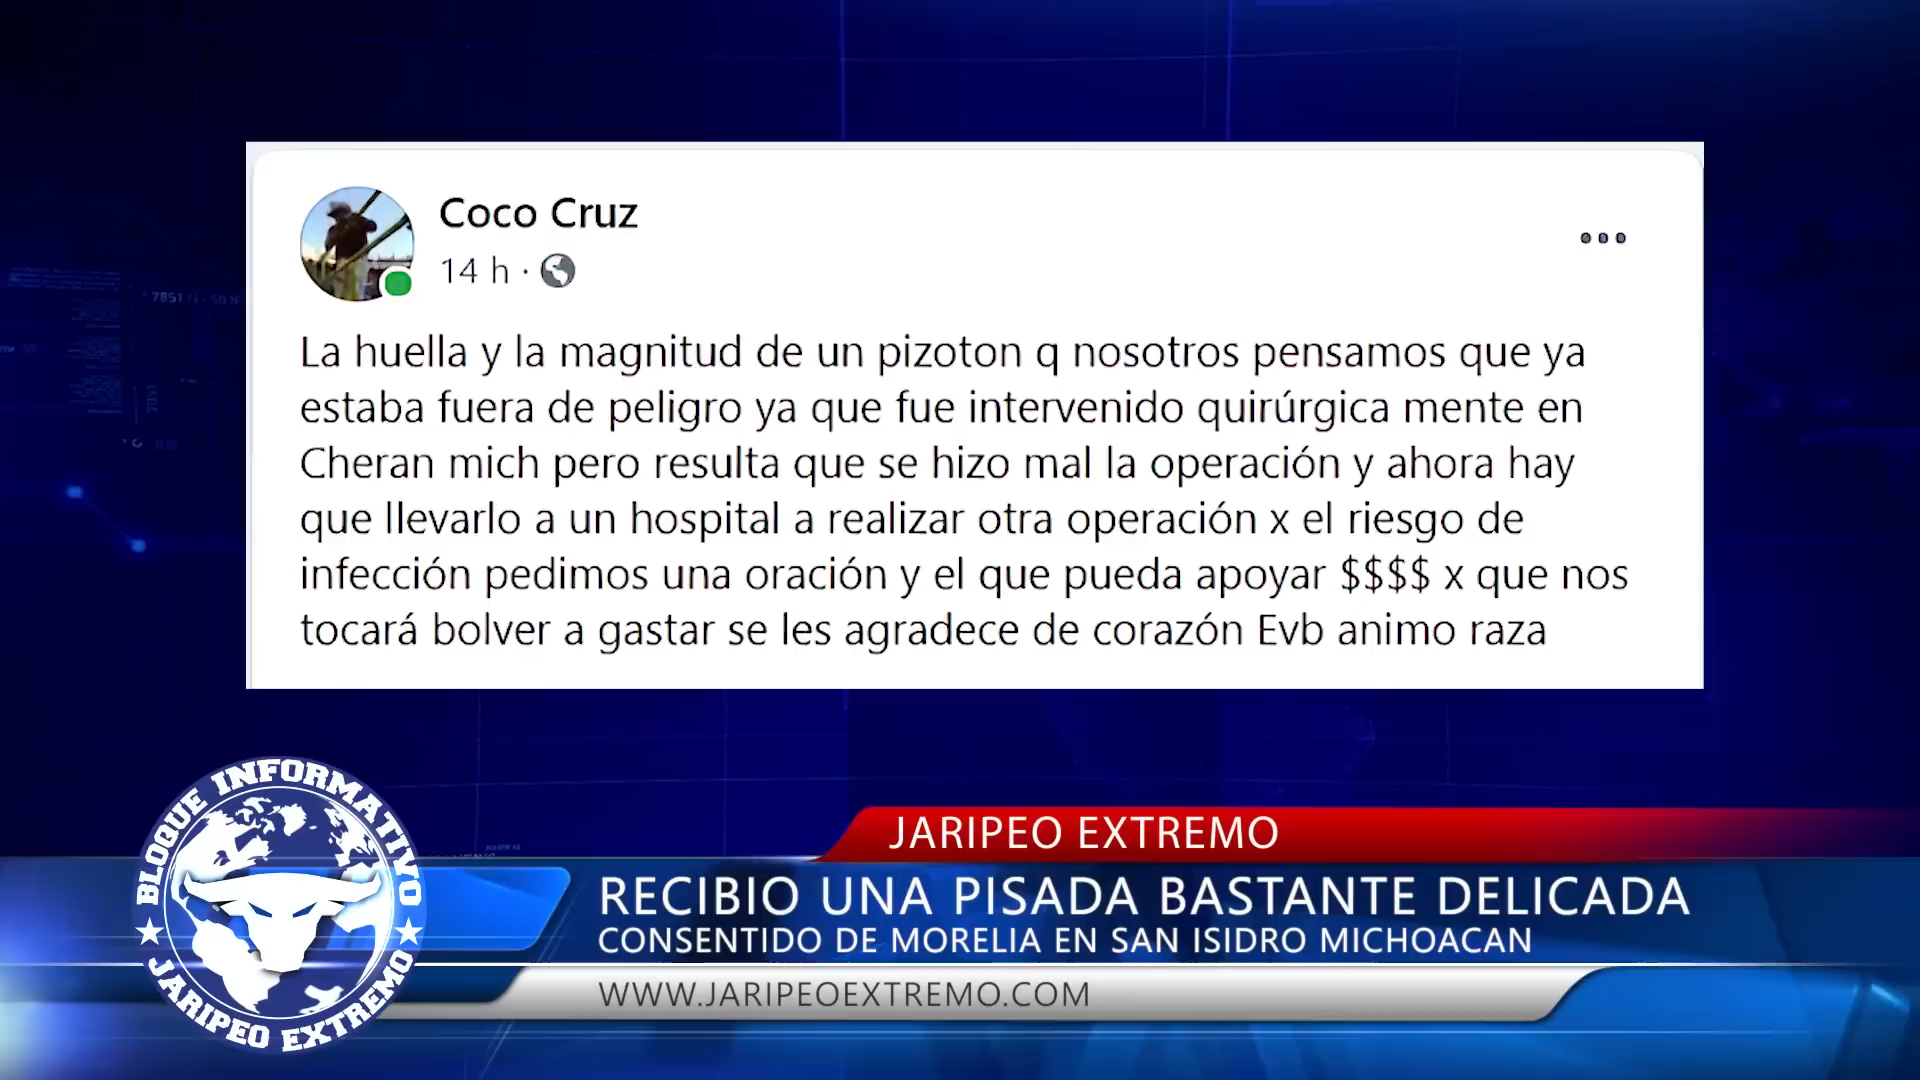 Coco Cruz
14 h ·
La huella y la magnitud de un pizoton q nosotros pensamos que ya
estaba fuera de peligro ya que fue intervenido quirúrgica mente en
Cheran mich pero resulta que se hizo mal la operación y ahora hay
que llevarlo a un hospital a realizar otra operación x el riesgo de
infección pedimos una oración y el que pueda apoyar $$$$ x que nos
tocará bolver a gastar se les agradece de corazón Evb animo raza
JARIPEO EXTREMO
RECIBIO UNA PISADA BASTANTE DELICADA
CONSENTIDO DE MORELIA EN SAN ISIDRO MICHOACAN
WWW.JARIPEOEXTREMO.COM
BLOQUE INFORMATIVO
JARIPEO EXTREMO